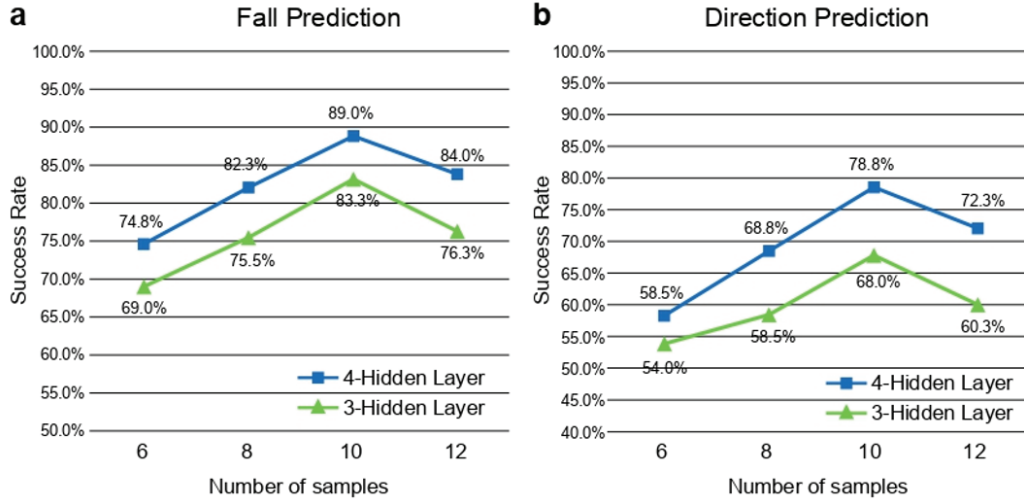 a
Fall Prediction
100.0%
95.0%
90.0%
85.0%
80.0%
75.0%
70.0%
65.0%
60.0%
55.0%
50.0%
Success Rate
74.8%
82.3%
89.0%
84.0%
69.0%
75.5%
83.3%
76.3%
4-Hidden Layer
3-Hidden Layer
6 8 10 12
Number of samples
b
Direction Prediction
100.0%
95.0%
90.0%
85.0%
80.0%
75.0%
70.0%
65.0%
60.0%
55.0%
50.0%
45.0%
40.0%
Success Rate
58.5%
68.8%
78.8%
72.3%
54.0%
58.5%
68.0%
60.3%
4-Hidden Layer
3-Hidden Layer
6 8 10 12
Number of samples